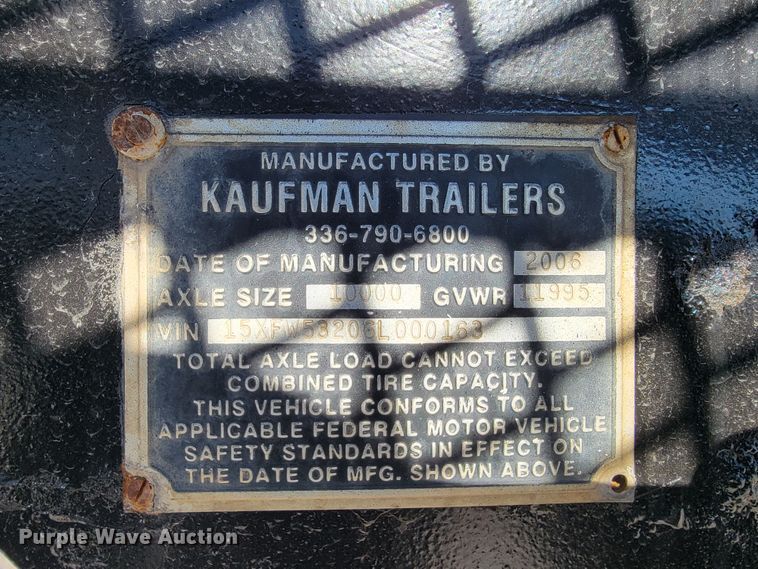 MANUFACTURED BY
KAUFMAN TRAILERS
336-790-6800
DATE OF MANUFACTURING 2006
AXLE SIZE 10000 GVWR 11995
VIN 15XFW53206L000163
TOTAL AXLE LOAD CANNOT EXCEED
COMBINED TIRE CAPACITY.
THIS VEHICLE CONFORMS TO ALL
APPLICABLE FEDERAL MOTOR VEHICLE
SAFETY STANDARDS IN EFFECT ON
THE DATE OF MFG. SHOWN ABOVE.
Purple Wave Auction